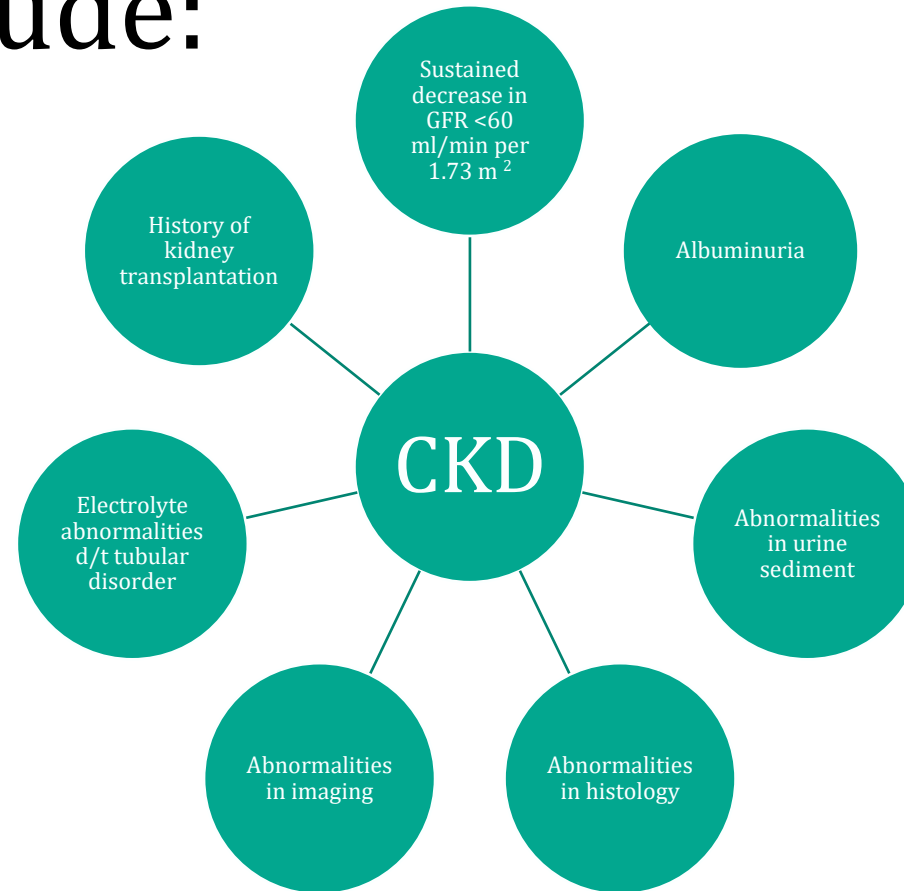 ude:
Sustained
decrease in
GFR <60
ml/min per
1.73 m ²
Albuminuria
Abnormalities
in urine
sediment
Abnormalities
in histology
Abnormalities
in imaging
Electrolyte
abnormalities
d/t tubular
disorder
History of
kidney
transplantation
CKD